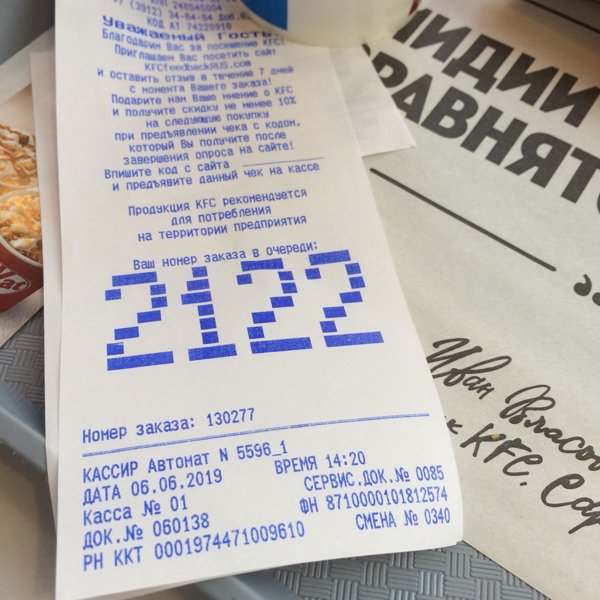 КОД АТ 74220910
Уважаемый Гость!
Благодарим Вас за посещение KFC!
Приглашаем Вас посетить сайт
KFCfeedbackRUS.com
и оставить отзыв в течение 7 дней
с момента Вашего заказа!
Подарите нам Ваше мнение о KFC
и получите скидку не менее 10%
на следующую покупку
при предъявлении чека с кодом,
который Вы получите после
завершения опроса на сайте!
Впишите код с сайта
и предъявите данный чек на кассе
Продукция KFC рекомендуется
для потребления
на территории предприятия
Ваш номер заказа в очереди:
2122
Номер заказа: 130277
КАССИР Автомат N 5596_1
ДАТА 06.06.2019 ВРЕМЯ 14:20
Касса № 01 СЕРВИС.ДОК.№ 0085
ДОК.№ 060138 ФН 8710000101812574
РН ККТ 0001974471009610 СМЕНА № 0340
ИДИИ
РАВНЯТ
Иван Власо
к KFC, Сар